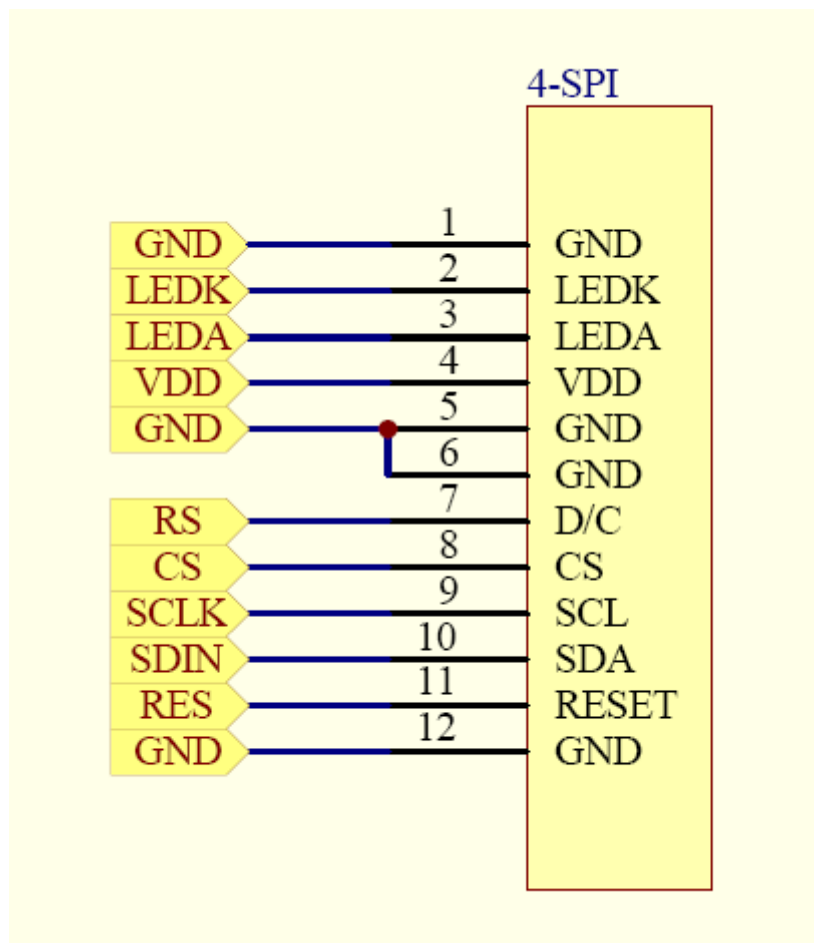 4-SPI
GND 1 GND
LEDK 2 LEDK
LEDA 3 LEDA
VDD 4 VDD
GND 5 GND
6 GND
RS 7 D/C
CS 8 CS
SCLK 9 SCL
SDIN 10 SDA
RES 11 RESET
GND 12 GND